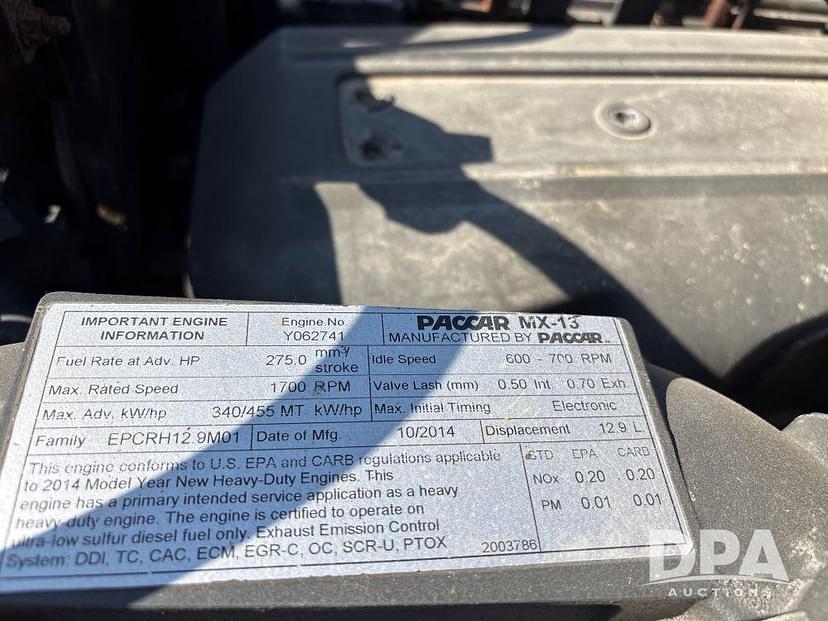 IMPORTANT ENGINE INFORMATION
Engine No. Y062741
PACCAR MX-13
MANUFACTURED BY PACCAR INC
Fuel Rate at Adv. HP 275.0 mm³/stroke
Idle Speed 600 - 700 RPM
Max. Rated Speed 1700 RPM
Valve Lash (mm) 0.50 Int. 0.70 Exh.
Max. Adv. kW/hp 340/455 MT. kW/hp
Max. Initial Timing Electronic
Family EPCRH12.9M01
Date of Mfg. 10/2014
Displacement 12.9 L
This engine conforms to U.S. EPA and CARB regulations applicable
to 2014 Model Year New Heavy-Duty Engines. This
engine has a primary intended service application as a heavy
heavy-duty engine. The engine is certified to operate on
ultra-low sulfur diesel fuel only. Exhaust Emission Control
System: DDI, TC, CAC, ECM, EGR-C, OC, SCR-U, PTOX
2003786
STD EPA CARB
NOx 0.20 0.20
PM 0.01 0.01
DPA
AUCTIONS